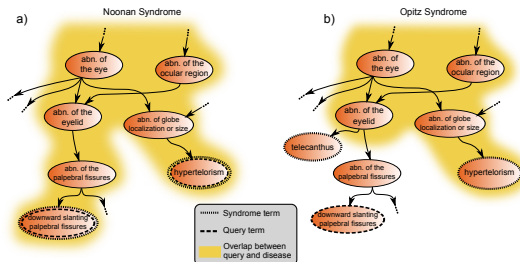 Noonan Syndrome
a)
abn. of
the eye
abn. of the
ocular region
abn. of the
eyelid
abn. of globe
localization or size
abn. of the
palpebral fissures
hypertelorism
downward slanting
palpebral fissures
Opitz Syndrome
b)
abn. of
the eye
abn. of the
ocular region
abn. of the
eyelid
abn. of globe
localization or size
telecanthus
abn. of the
palpebral fissures
hypertelorism
downward slanting
palpebral fissures
Syndrome term
Query term
Overlap between
query and disease